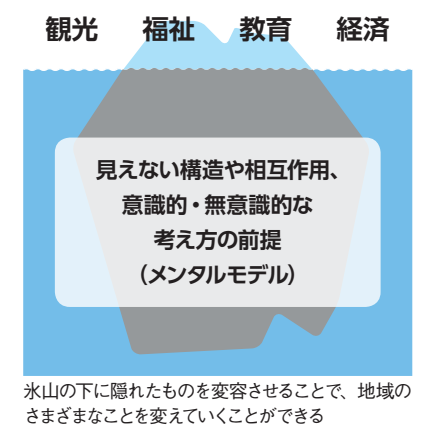 観光 福祉 教育 経済
見えない構造や相互作用、
意識的・無意識的な
考え方の前提
（メンタルモデル）
氷山の下に隠れたものを変容させることで、地域の
さまざまなことを変えていくことができる